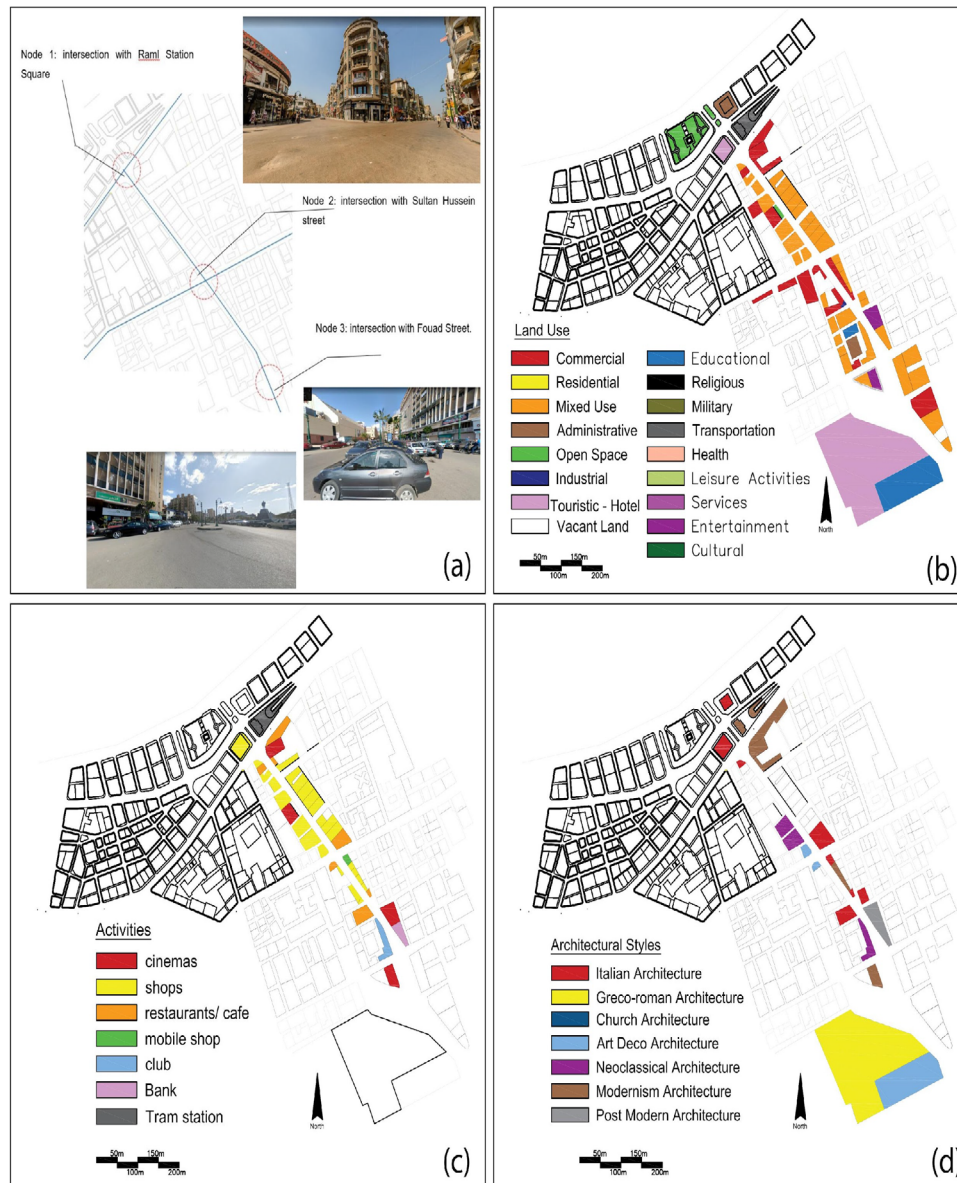 Node 1: intersection with Raml Station
Square
Node 2: intersection with Sultan Hussein
street
Node 3: intersection with Fouad Street.
(a)
Land Use
Commercial
Residential
Mixed Use
Administrative
Open Space
Industrial
Touristic - Hotel
Vacant Land
Educational
Religious
Military
Transportation
Health
Leisure Activities
Services
Entertainment
Cultural
North
50m 150m
100m 200m
(b)
Activities
cinemas
shops
restaurants/ cafe
mobile shop
club
Bank
Tram station
North
50m 150m
100m 200m
(c)
Architectural Styles
Italian Architecture
Greco-roman Architecture
Church Architecture
Art Deco Architecture
Neoclassical Architecture
Modernism Architecture
Post Modern Architecture
North
50m 150m
100m 200m
(d)